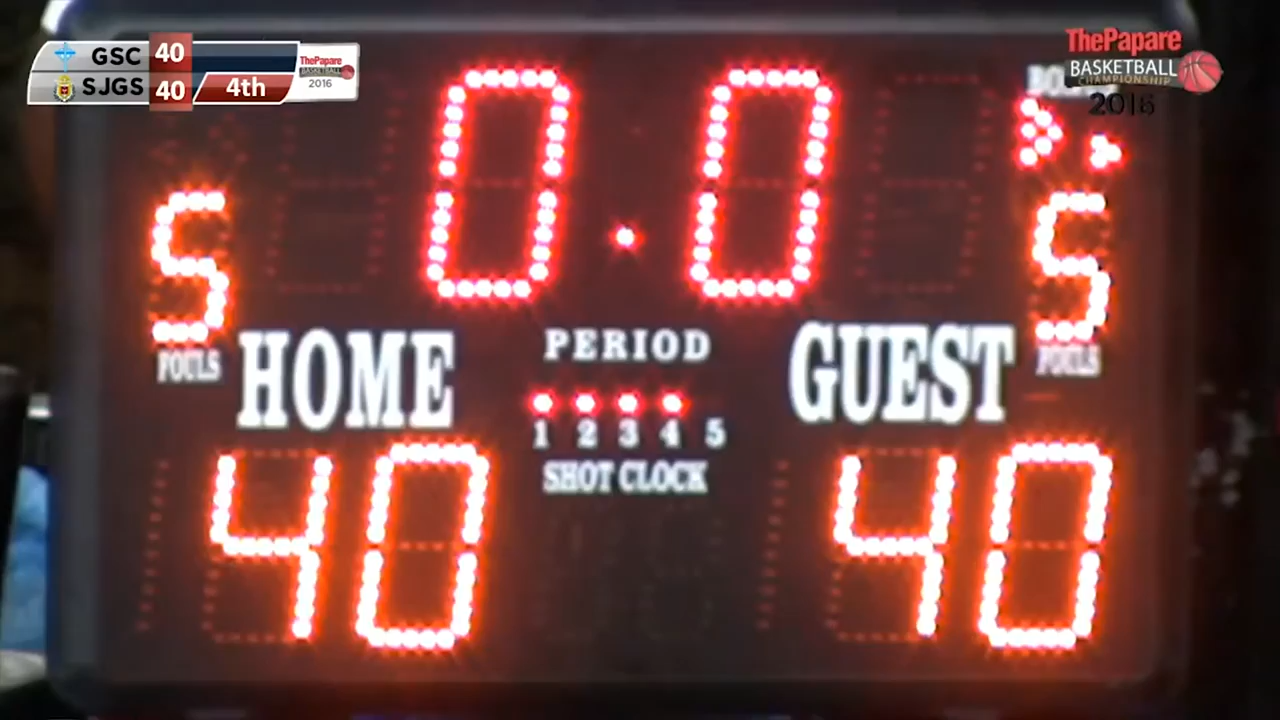 GSC 40
SJGS 40 4th
ThePapare
BASKETBALL
2016
ThePapare
BASKETBALL
CHAMPIONSHIP
2016
0.0
5
5
FOULS
FOULS
HOME
PERIOD
GUEST
1 2 3 4 5
SHOT CLOCK
40
40